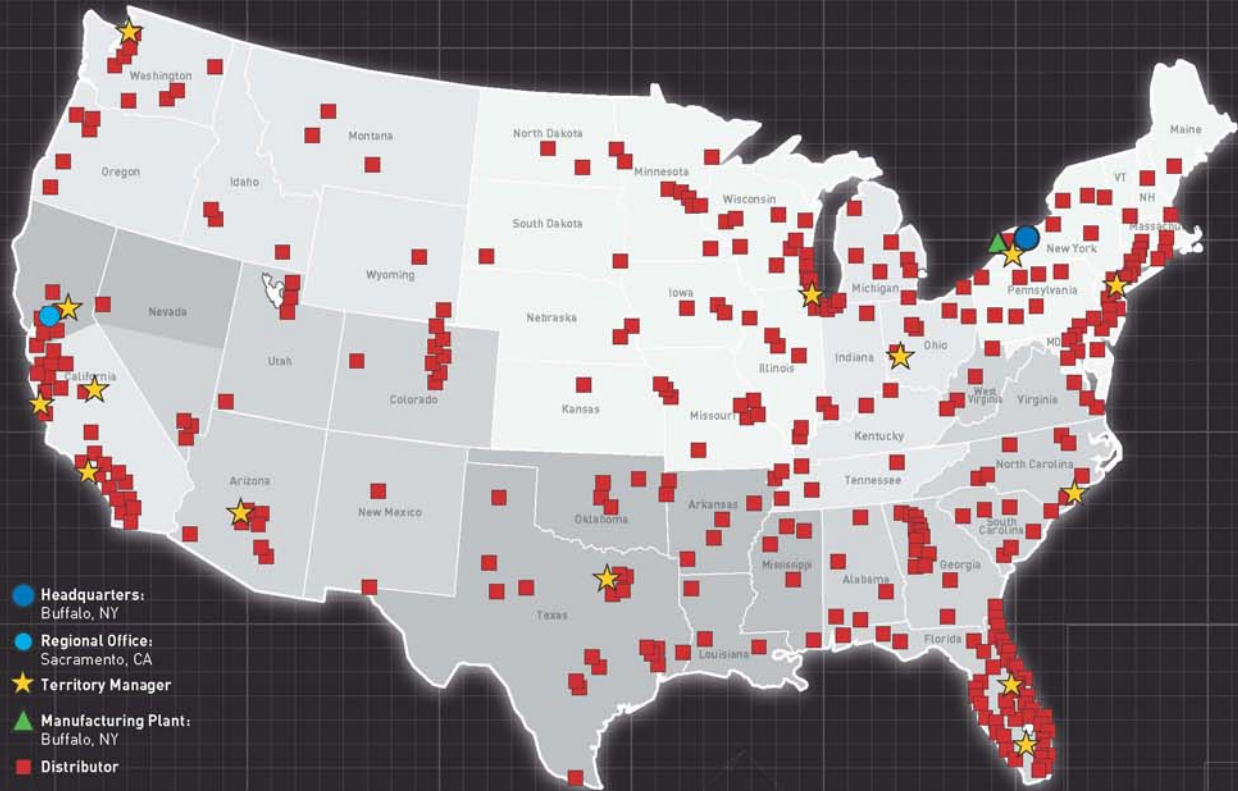 Washington
Montana
North Dakota
Minnesota
Maine
Oregon
Idaho
VT
NH
Wisconsin
South Dakota
Massachu
New York
Wyoming
Michigan
Pennsylvania
Iowa
Nevada
Nebraska
Ohio
MD
Utah
Indiana
Illinois
California
Colorado
Kansas
West
Virginia
Virginia
Missouri
Kentucky
North Carolina
Arizona
Tennessee
New Mexico
Oklahoma
Arkansas
South
Carolina
Mississippi
Alabama
Georgia
Texas
Florida
Louisiana
Headquarters:
Buffalo, NY
Regional Office:
Sacramento, CA
Territory Manager
Manufacturing Plant:
Buffalo, NY
Distributor